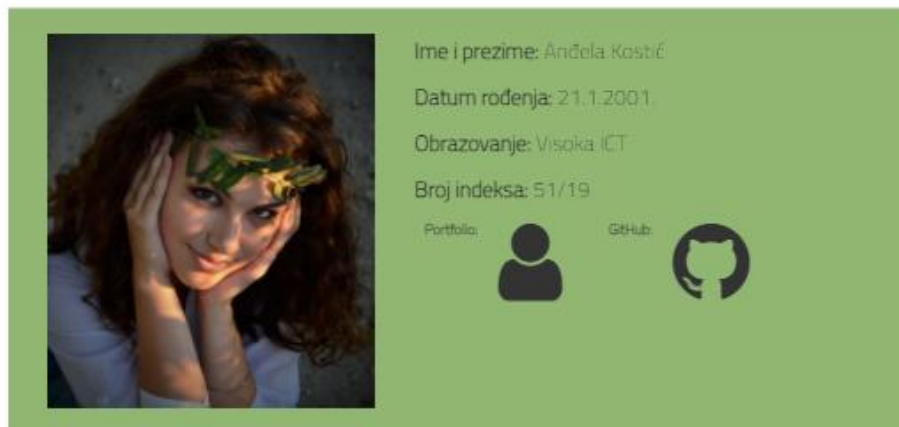 Ime i prezime: Anđela Kostić
Datum rođenja: 21.1.2001.
Obrazovanje: Visoka ICT
Broj indeksa: 51/19
Portfolio: GitHub: